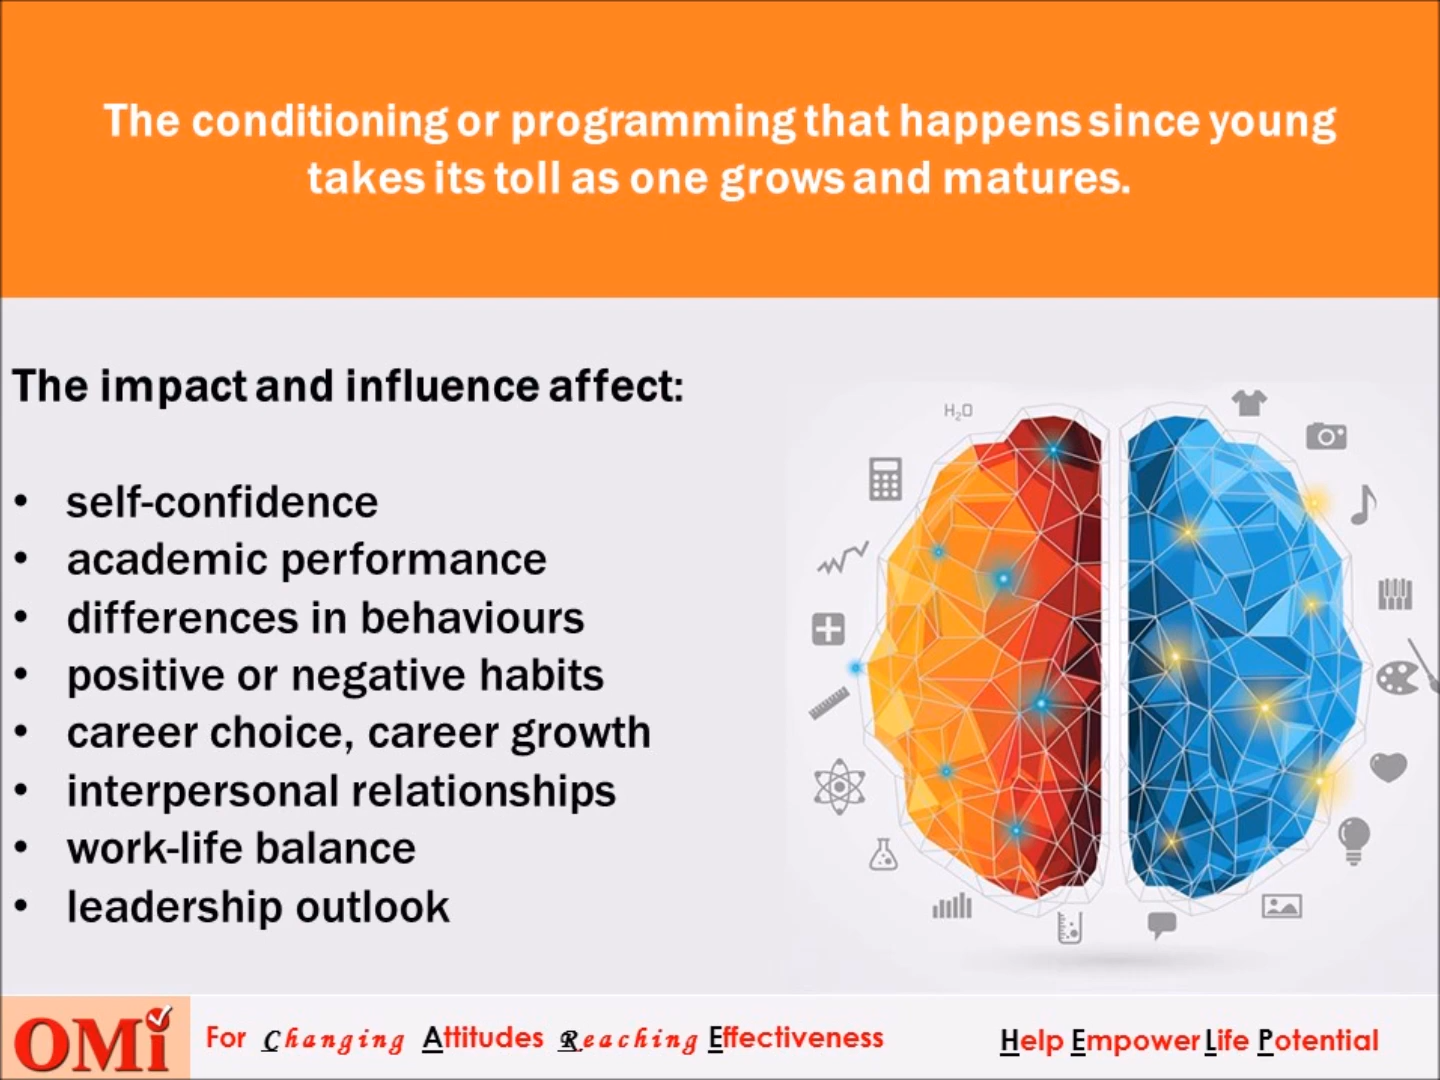 The conditioning or programming that happens since young
takes its toll as one grows and matures.
The impact and influence affect:
• self-confidence
• academic performance
• differences in behaviours
• positive or negative habits
• career choice, career growth
• interpersonal relationships
• work-life balance
• leadership outlook
H₂O
OMi
For Changing Attitudes Reaching Effectiveness
Help Empower Life Potential